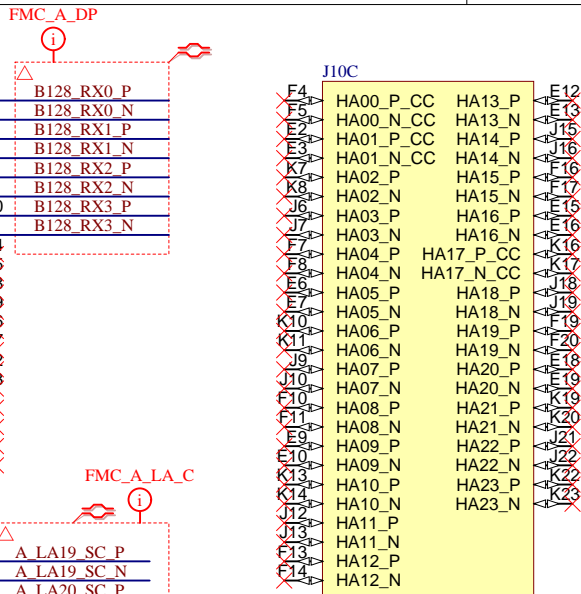 FMC_A_DP
i
B128_RX0_P
B128_RX0_N
B128_RX1_P
B128_RX1_N
B128_RX2_P
B128_RX2_N
B128_RX3_P
B128_RX3_N
FMC_A_LA_C
i
A_LA19_SC_P
A_LA19_SC_N
A_LA20_SC_P
J10C
F4 HA00_P_CC HA13_P E12
F5 HA00_N_CC HA13_N E13
E2 HA01_P_CC HA14_P J15
E3 HA01_N_CC HA14_N J16
K7 HA02_P HA15_P F16
K8 HA02_N HA15_N F17
J6 HA03_P HA16_P E15
J7 HA03_N HA16_N E16
F7 HA04_P HA17_P_CC K16
F8 HA04_N HA17_N_CC K17
E6 HA05_P HA18_P J18
E7 HA05_N HA18_N J19
K10 HA06_P HA19_P F19
K11 HA06_N HA19_N F20
J9 HA07_P HA20_P E18
J10 HA07_N HA20_N E19
F10 HA08_P HA21_P K19
F11 HA08_N HA21_N K20
E9 HA09_P HA22_P J21
E10 HA09_N HA22_N J22
K13 HA10_P HA23_P K22
K14 HA10_N HA23_N K23
J12 HA11_P
J13 HA11_N
F13 HA12_P
F14 HA12_N